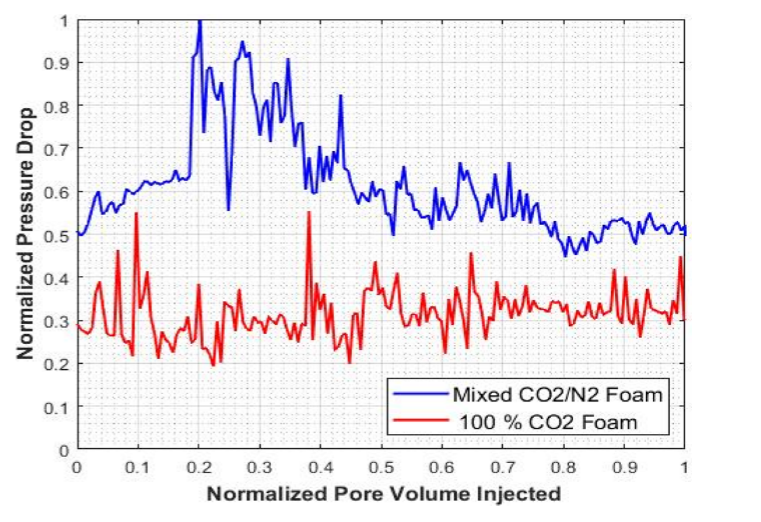 1
0.9
0.8
0.7
0.6
0.5
0.4
0.3
0.2
0.1
0
Normalized Pressure Drop
Mixed CO2/N2 Foam
100 % CO2 Foam
0 0.1 0.2 0.3 0.4 0.5 0.6 0.7 0.8 0.9 1
Normalized Pore Volume Injected